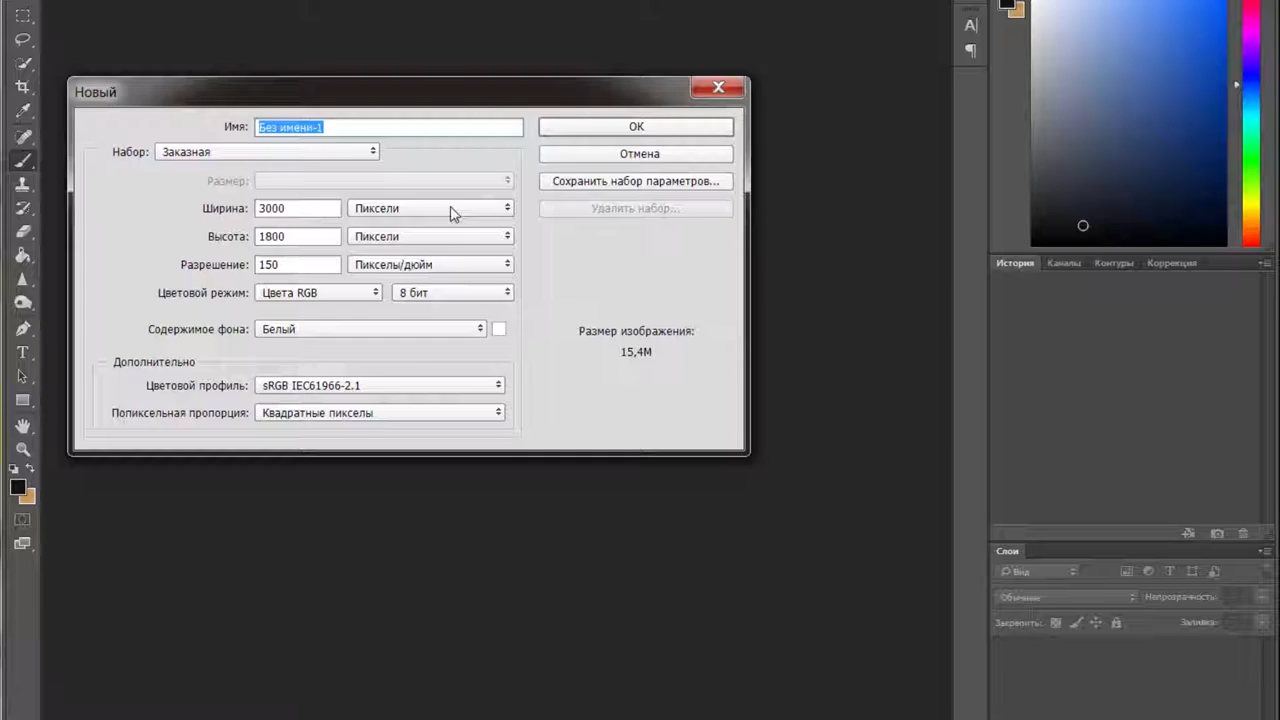 Новый
Имя: Без имени-1
OK
Набор: Заказная
Отмена
Размер:
Сохранить набор параметров...
Ширина: 3000 Пиксели
Удалить набор...
Высота: 1800 Пиксели
Разрешение: 150 Пикселы/дюйм
Цветовой режим: Цвета RGB 8 бит
Содержимое фона: Белый
Размер изображения:
15,4M
Дополнительно
Цветовой профиль: sRGB IEC61966-2.1
Попиксельная пропорция: Квадратные пикселы
A
История Каналы Контуры Коррекция
Слои
Вид
Обычные Непрозрачность:
Закрепить: Заливка: